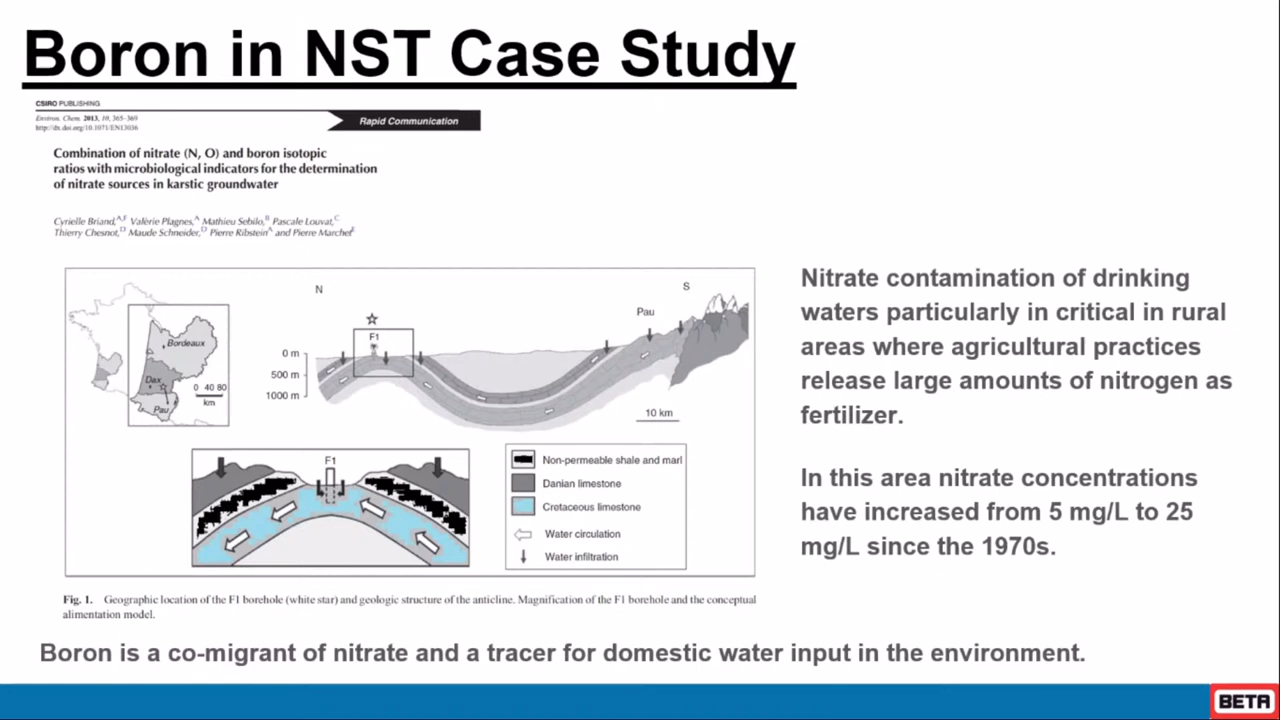 Boron in NST Case Study
CSIRO PUBLISHING
Environ. Chem. 2013, 10, 365–369
http://dx.doi.org/10.1071/EN13036
Rapid Communication
Combination of nitrate (N, O) and boron isotopic
ratios with microbiological indicators for the determination
of nitrate sources in karstic groundwater
Cyrielle Briand,A,F Valérie Plagnes,A Mathieu Sebilo,B Pascale Louvat,C
Thierry Chesnot,D Maude Schneider,D Pierre Ribstein A and Pierre Marchet E
N
S
Pau
F1
Bordeaux
Dax
Pau
0 40 80
km
0 m
500 m
1000 m
10 km
F1
Non-permeable shale and marl
Danian limestone
Cretaceous limestone
Water circulation
Water infiltration
Fig. 1. Geographic location of the F1 borehole (white star) and geologic structure of the anticline. Magnification of the F1 borehole and the conceptual
alimentation model.
Nitrate contamination of drinking
waters particularly in critical in rural
areas where agricultural practices
release large amounts of nitrogen as
fertilizer.
In this area nitrate concentrations
have increased from 5 mg/L to 25
mg/L since the 1970s.
Boron is a co-migrant of nitrate and a tracer for domestic water input in the environment.
BETA